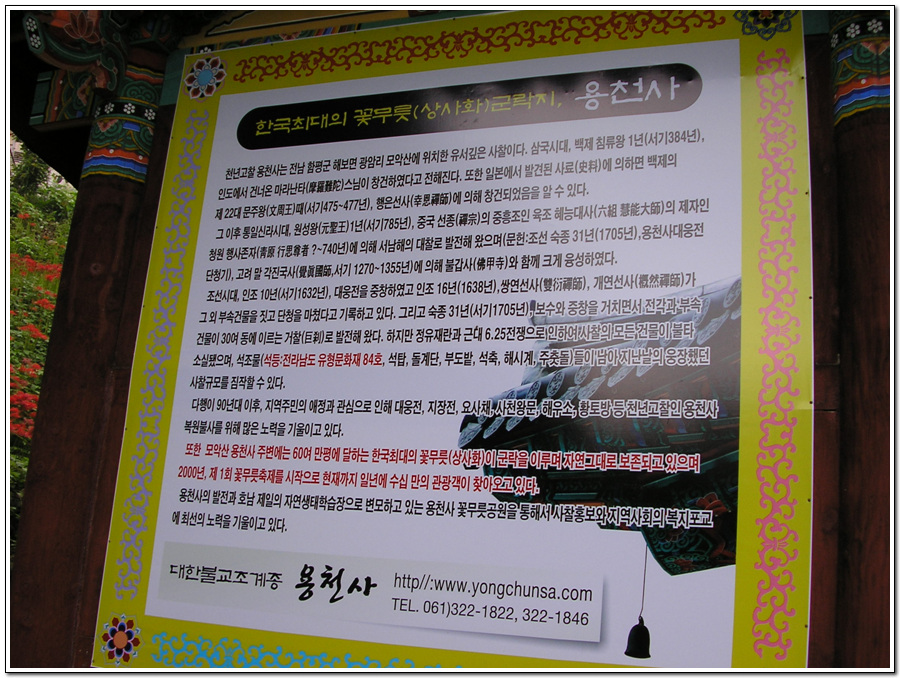 한국최대의 꽃무릇(상사화)군락지, 용천사
천년고찰 용천사는 전남 함평군 해보면 광암리 모악산에 위치한 유서깊은 사찰이다. 삼국시대, 백제 침류왕 1년(서기384년),
인도에서 건너온 마라난타(摩羅難陀)스님이 창건하였다고 전해진다. 또한 일본에서 발견된 사료(史料)에 의하면 백제의
제 22대 문주왕(文周王)때(서기475~477년), 행은선사(幸恩禪師)에 의해 창건되었음을 알 수 있다.
그 이후 통일신라시대, 원성왕(元聖王)1년(서기785년), 중국 선종(禪宗)의 중흥조인 육조 혜능대사(六組 慧能大師)의 제자인
청원 행사존자(靑原 行思尊者 ?~740년)에 의해 서남해의 대찰로 발전해 왔으며(문헌:조선 숙종 31년(1705년),용천사대웅전
단청기), 고려 말 각진국사(覺眞國師,서기 1270~1355년)에 의해 불갑사(佛甲寺)와 함께 크게 융성하였다.
조선시대, 인조 10년(서기1632년), 대웅전을 중창하였고 인조 16년(1638년), 쌍연선사(雙衍禪師), 개연선사(槪然禪師)가
그 외 부속건물을 짓고 단청을 마쳤다고 기록하고 있다. 그리고 숙종 31년(서기1705년),보수와 중창을 거치면서 전각과 부속
건물이 30여 동에 이르는 거찰(巨刹)로 발전해 왔다. 하지만 정유재란과 근대 6.25전쟁으로 인하여 사찰의 모든 건물이 불타
소실됐으며, 석조물(석등:전라남도 유형문화재 84호, 석탑, 돌계단, 부도밭, 석축, 해시계, 주춧돌) 들이 남아 지난날의 웅장했던
사찰규모를 짐작할 수 있다.
다행이 90년대 이후, 지역주민의 애정과 관심으로 인해 대웅전, 지장전, 요사채, 사천왕문, 해우소, 황토방 등 천년고찰인 용천사
복원불사를 위해 많은 노력을 기울이고 있다.
또한 모악산 용천사 주변에는 60여 만평에 달하는 한국최대의 꽃무릇(상사화)이 군락을 이루며 자연그대로 보존되고 있으며
2000년, 제 1회 꽃무릇축제를 시작으로 현재까지 일년에 수십 만의 관광객이 찾아오고 있다.
용천사의 발전과 호남 제일의 자연생태학습장으로 변모하고 있는 용천사 꽃무릇공원을 통해서 사찰홍보와 지역사회의 복지포교
에 최선의 노력을 기울이고 있다.
대한불교조계종 용천사 http//:www.yongchunsa.com
TEL. 061)322-1822, 322-1846